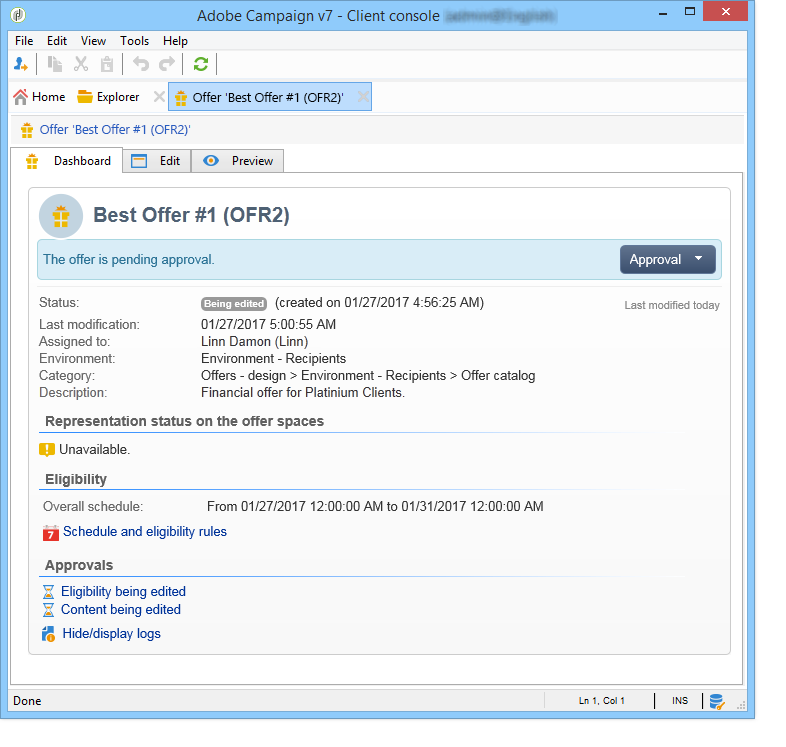 Adobe Campaign v7 - Client console
File Edit View Tools Help
Home Explorer Offer 'Best Offer #1 (OFR2)'
Offer 'Best Offer #1 (OFR2)'
Dashboard Edit Preview
Best Offer #1 (OFR2)
The offer is pending approval. Approval
Status: Being edited (created on 01/27/2017 4:56:25 AM) Last modified today
Last modification: 01/27/2017 5:00:55 AM
Assigned to: Linn Damon (Linn)
Environment: Environment - Recipients
Category: Offers - design > Environment - Recipients > Offer catalog
Description: Financial offer for Platinium Clients.
Representation status on the offer spaces
Unavailable.
Eligibility
Overall schedule: From 01/27/2017 12:00:00 AM to 01/31/2017 12:00:00 AM
7 Schedule and eligibility rules
Approvals
Eligibility being edited
Content being edited
Hide/display logs
Done Ln 1, Col 1 INS